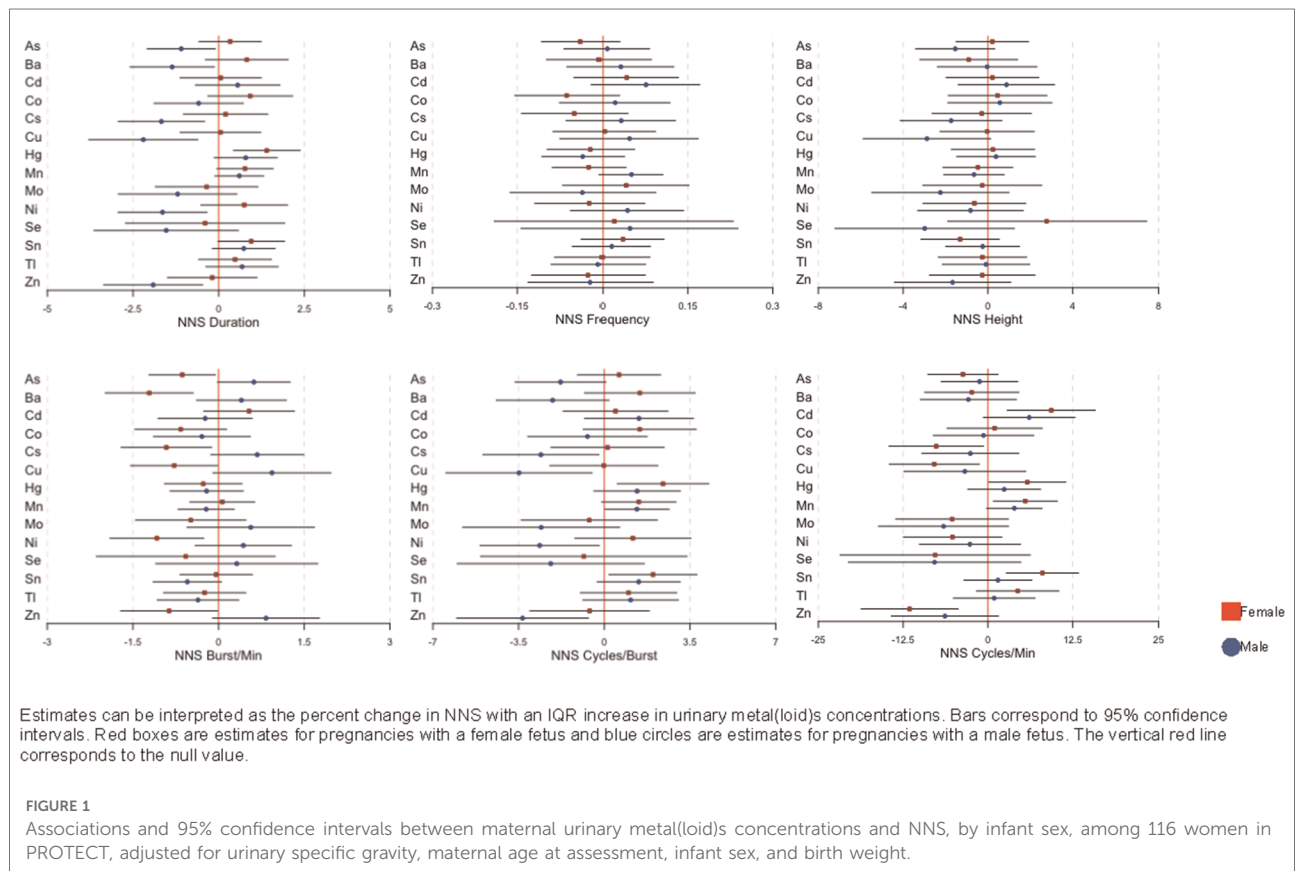 As
Ba
Cd
Co
Cs
Cu
Hg
Mn
Mo
Ni
Se
Sn
Tl
Zn
-5 -2.5 0 2.5 5
NNS Duration
As
Ba
Cd
Co
Cs
Cu
Hg
Mn
Mo
Ni
Se
Sn
Tl
Zn
-0.3 -0.15 0 0.15 0.3
NNS Frequency
As
Ba
Cd
Co
Cs
Cu
Hg
Mn
Mo
Ni
Se
Sn
Tl
Zn
-8 -4 0 4 8
NNS Height
As
Ba
Cd
Co
Cs
Cu
Hg
Mn
Mo
Ni
Se
Sn
Tl
Zn
-3 -1.5 0 1.5 3
NNS Burst/Min
As
Ba
Cd
Co
Cs
Cu
Hg
Mn
Mo
Ni
Se
Sn
Tl
Zn
-7 -3.5 0 3.5 7
NNS Cycles/Burst
As
Ba
Cd
Co
Cs
Cu
Hg
Mn
Mo
Ni
Se
Sn
Tl
Zn
-25 -12.5 0 12.5 25
NNS Cycles/Min
Female
Male
Estimates can be interpreted as the percent change in NNS with an IQR increase in urinary metal(loid)s concentrations. Bars correspond to 95% confidence
intervals. Red boxes are estimates for pregnancies with a female fetus and blue circles are estimates for pregnancies with a male fetus. The vertical red line
corresponds to the null value.
FIGURE 1
Associations and 95% confidence intervals between maternal urinary metal(loid)s concentrations and NNS, by infant sex, among 116 women in
PROTECT, adjusted for urinary specific gravity, maternal age at assessment, infant sex, and birth weight.